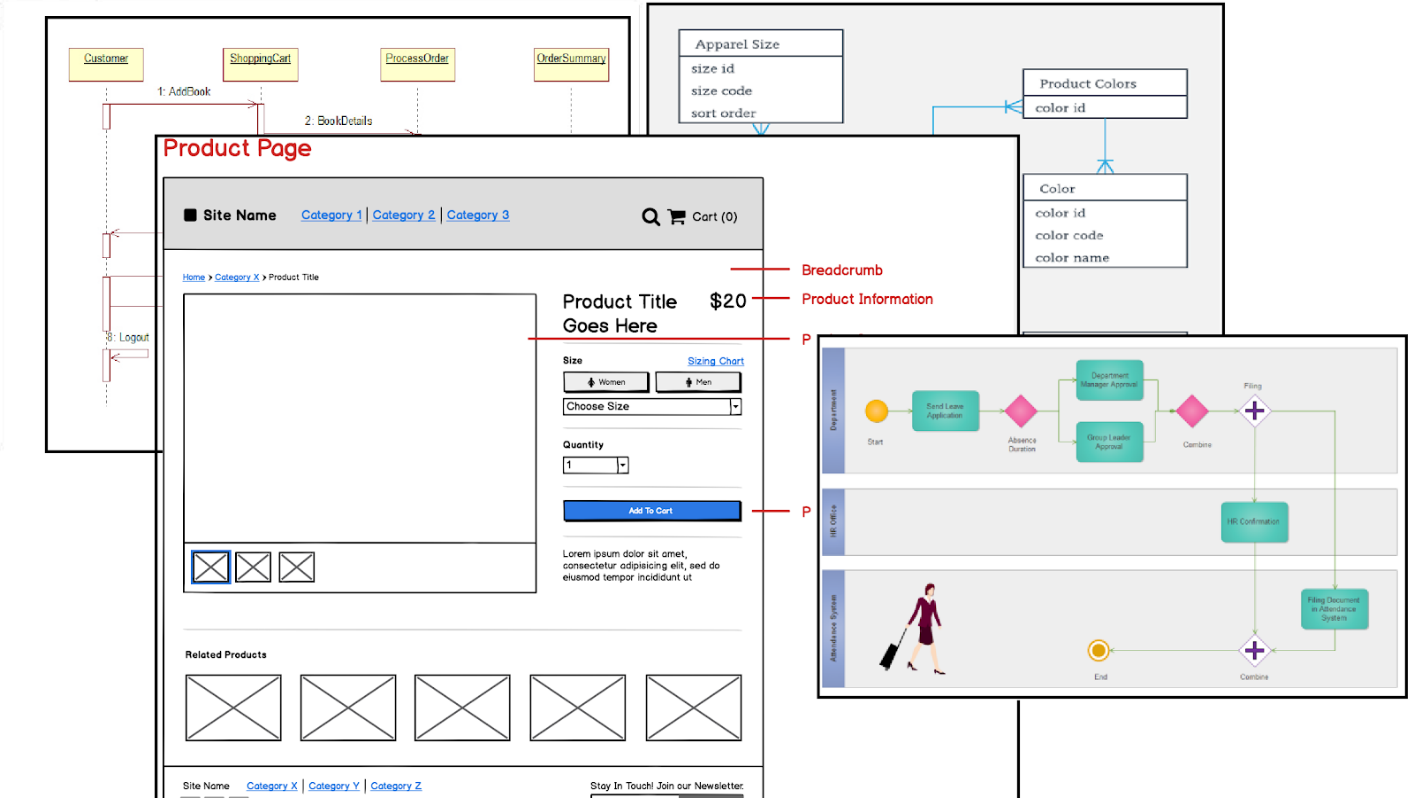 Customer
ShoppingCart
ProcessOrder
OrderSummary
1: AddBook
2: BookDetails
8: Logout
Apparel Size
size id
size code
sort order
Product Colors
color id
Color
color id
color code
color name
Product Page
Site Name
Category 1 | Category 2 | Category 3
Cart (0)
Home > Category X > Product Title
Product Title
Goes Here
$20
Size
Sizing Chart
Women
Men
Choose Size
Quantity
1
Add To Cart
Lorem ipsum dolor sit amet,
consectetur adipisicing elit, sed do
eiusmod tempor incididunt ut
Breadcrumb
Product Information
P
P
Related Products
Site Name
Category X | Category Y | Category Z
Stay In Touch! Join our Newsletter.
Department
Start
Send Leave
Application
Absence
Duration
Department
Manager Approval
Group Leader
Approval
Combine
Filing
HR Office
HR Confirmation
Attendance System
Filing Document
in Attendance
System
End
Combine